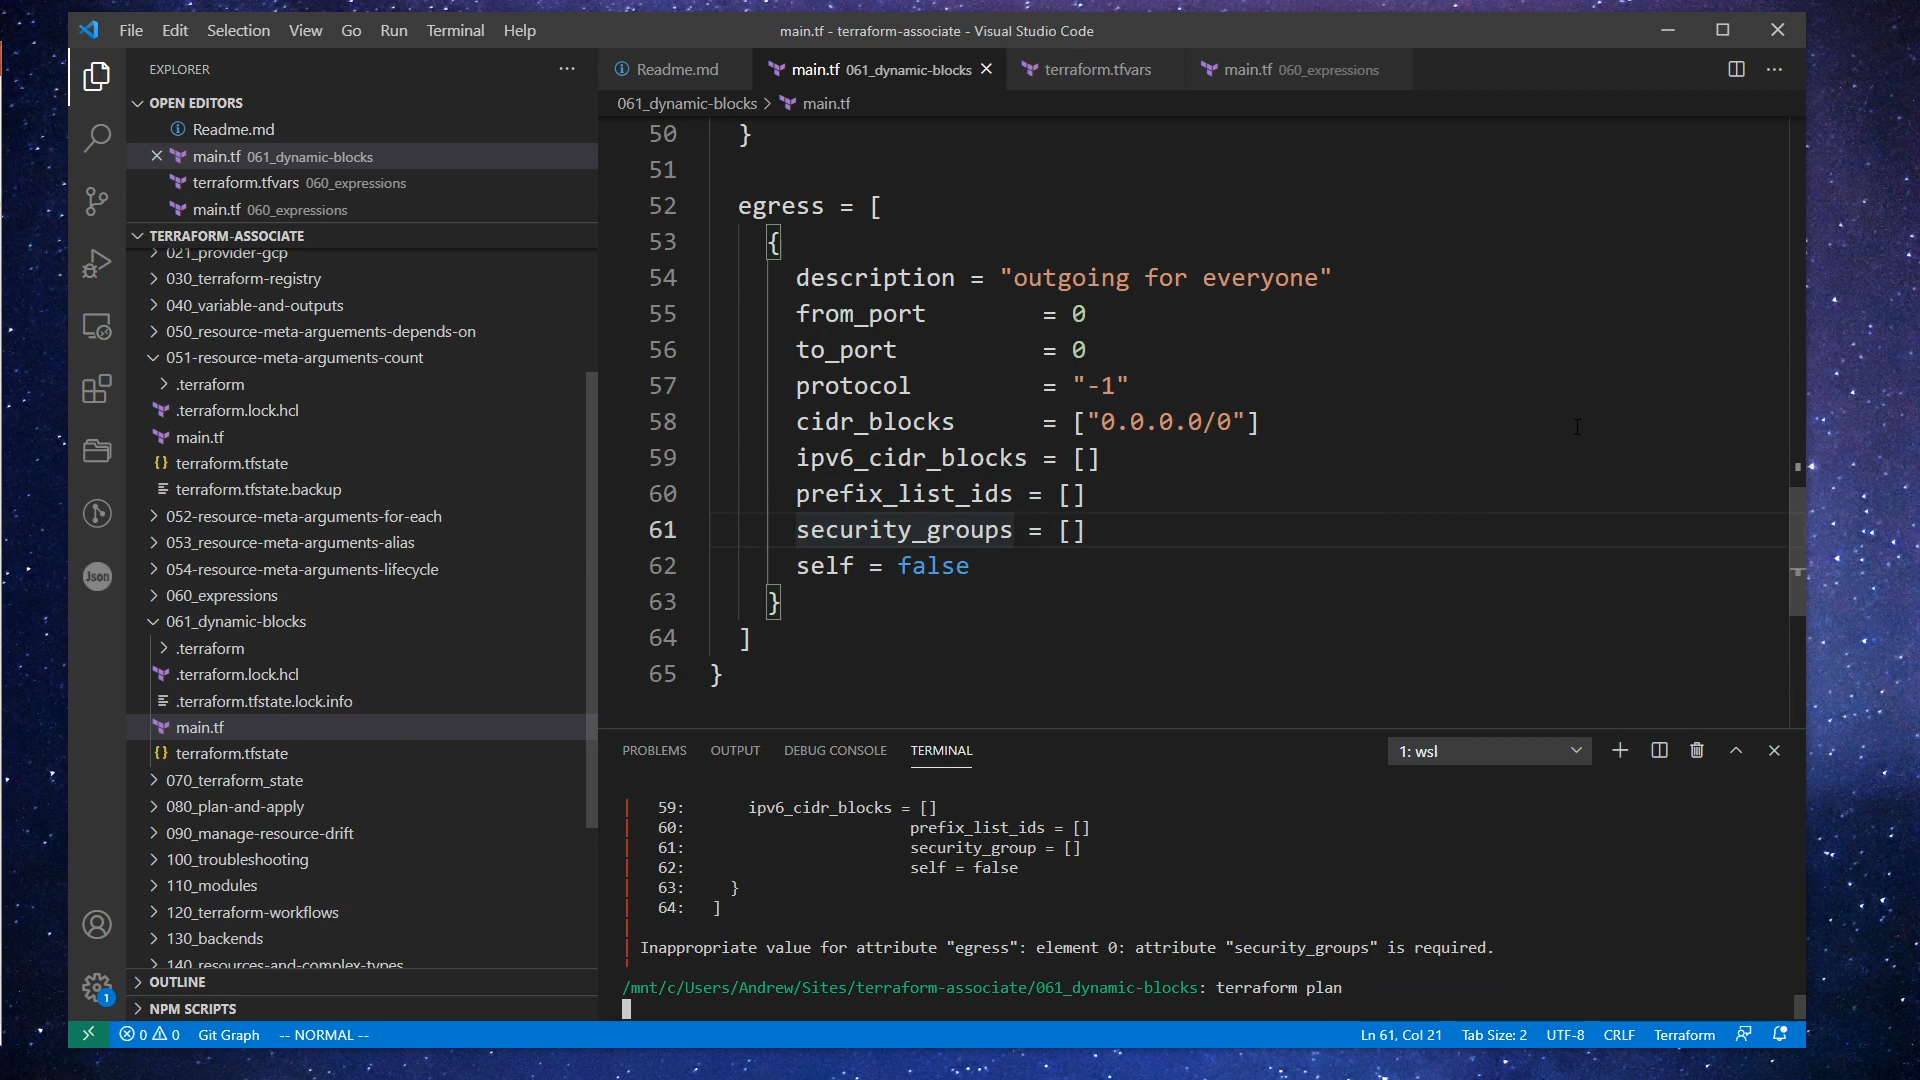 File Edit Selection View Go Run Terminal Help
main.tf - terraform-associate - Visual Studio Code
EXPLORER
OPEN EDITORS
Readme.md
main.tf 061_dynamic-blocks
terraform.tfvars 060_expressions
main.tf 060_expressions
TERRAFORM-ASSOCIATE
021_provider-gcp
030_terraform-registry
040_variable-and-outputs
050_resource-meta-arguements-depends-on
051-resource-meta-arguments-count
.terraform
.terraform.lock.hcl
main.tf
terraform.tfstate
terraform.tfstate.backup
052-resource-meta-arguments-for-each
053_resource-meta-arguments-alias
054-resource-meta-arguments-lifecycle
060_expressions
061_dynamic-blocks
.terraform
.terraform.lock.hcl
.terraform.tfstate.lock.info
main.tf
terraform.tfstate
070_terraform_state
080_plan-and-apply
090_manage-resource-drift
100_troubleshooting
110_modules
120_terraform-workflows
130_backends
140_resources-and-complex-types
OUTLINE
NPM SCRIPTS
Json
1
Readme.md main.tf 061_dynamic-blocks terraform.tfvars main.tf 060_expressions
061_dynamic-blocks > main.tf
50 }
51
52 egress = [
53 {
54 description = "outgoing for everyone"
55 from_port = 0
56 to_port = 0
57 protocol = "-1"
58 cidr_blocks = ["0.0.0.0/0"]
59 ipv6_cidr_blocks = []
60 prefix_list_ids = []
61 security_groups = []
62 self = false
63 }
64 ]
65 }
PROBLEMS OUTPUT DEBUG CONSOLE TERMINAL 1: wsl
59: ipv6_cidr_blocks = []
60: prefix_list_ids = []
61: security_group = []
62: self = false
63: }
64: ]
Inappropriate value for attribute "egress": element 0: attribute "security_groups" is required.
/mnt/c/Users/Andrew/Sites/terraform-associate/061_dynamic-blocks: terraform plan
0 0 Git Graph -- NORMAL -- Ln 61, Col 21 Tab Size: 2 UTF-8 CRLF Terraform